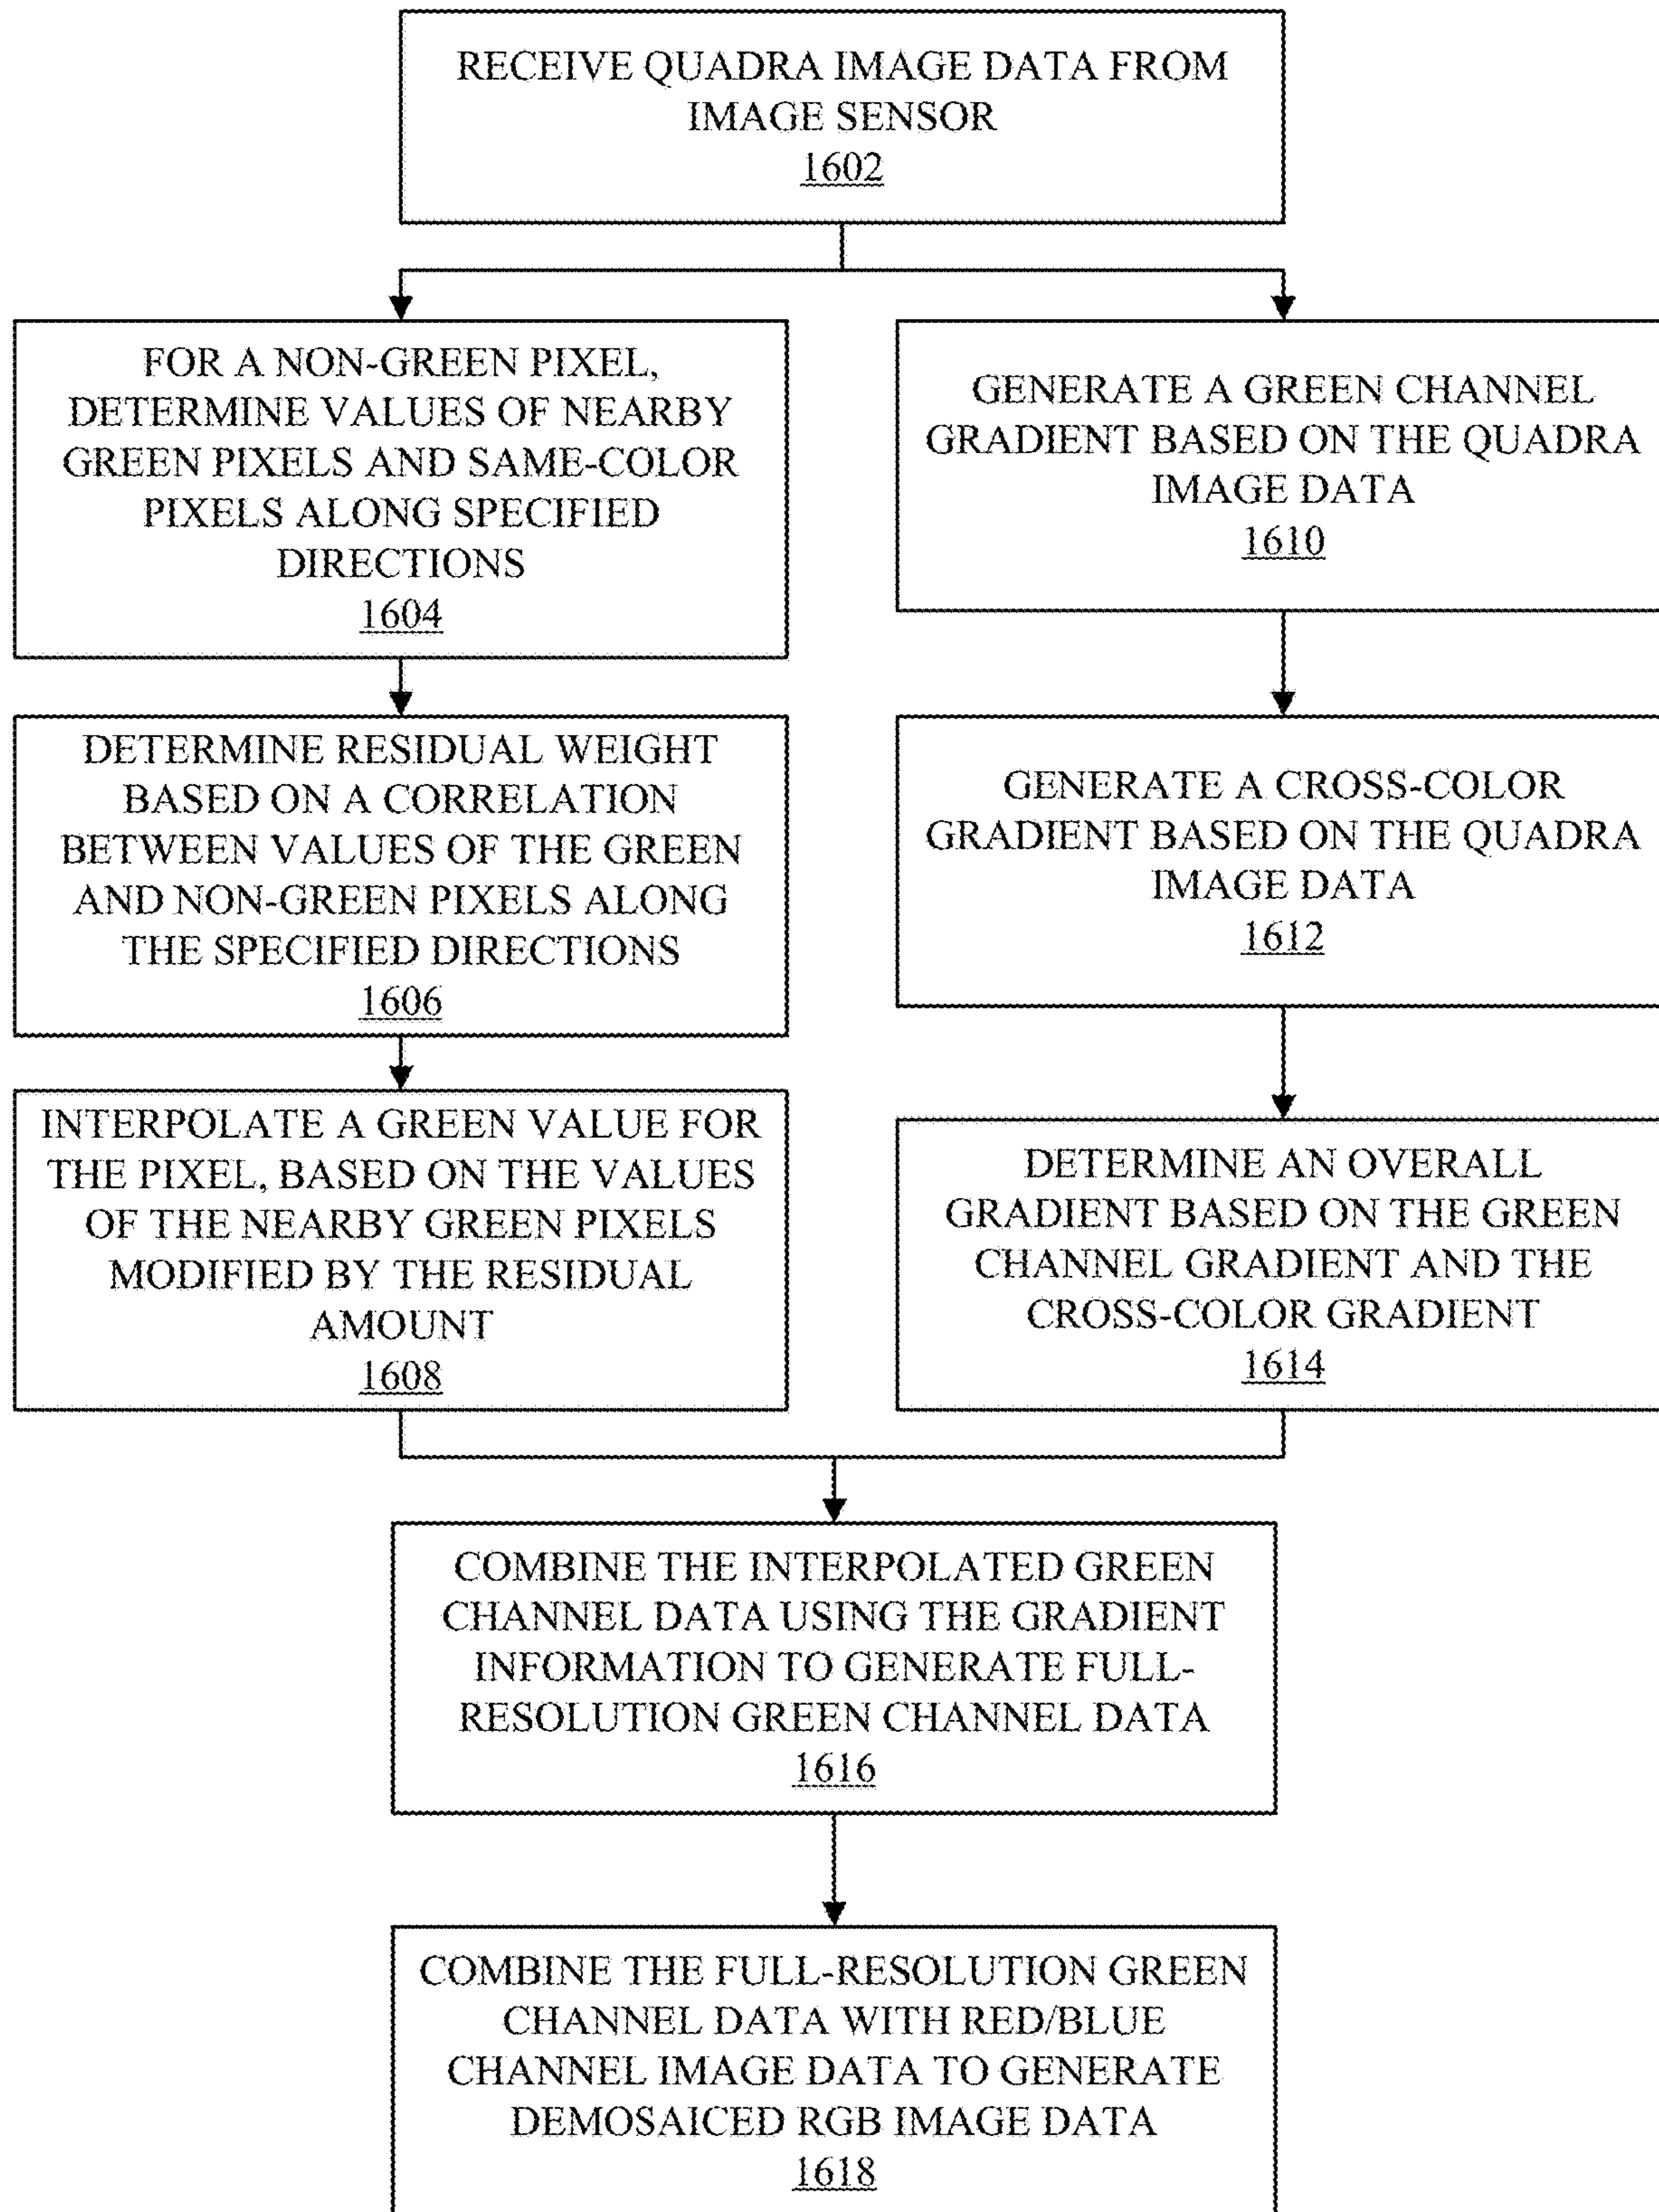 RECEIVE QUADRA IMAGE DATA FROM
IMAGE SENSOR
1602
FOR A NON-GREEN PIXEL,
DETERMINE VALUES OF NEARBY
GREEN PIXELS AND SAME-COLOR
PIXELS ALONG SPECIFIED
DIRECTIONS
1604
DETERMINE RESIDUAL WEIGHT
BASED ON A CORRELATION
BETWEEN VALUES OF THE GREEN
AND NON-GREEN PIXELS ALONG
THE SPECIFIED DIRECTIONS
1606
INTERPOLATE A GREEN VALUE FOR
THE PIXEL, BASED ON THE VALUES
OF THE NEARBY GREEN PIXELS
MODIFIED BY THE RESIDUAL
AMOUNT
1608
GENERATE A GREEN CHANNEL
GRADIENT BASED ON THE QUADRA
IMAGE DATA
1610
GENERATE A CROSS-COLOR
GRADIENT BASED ON THE QUADRA
IMAGE DATA
1612
DETERMINE AN OVERALL
GRADIENT BASED ON THE GREEN
CHANNEL GRADIENT AND THE
CROSS-COLOR GRADIENT
1614
COMBINE THE INTERPOLATED GREEN
CHANNEL DATA USING THE GRADIENT
INFORMATION TO GENERATE FULL-
RESOLUTION GREEN CHANNEL DATA
1616
COMBINE THE FULL-RESOLUTION GREEN
CHANNEL DATA WITH RED/BLUE
CHANNEL IMAGE DATA TO GENERATE
DEMOSAICED RGB IMAGE DATA
1618